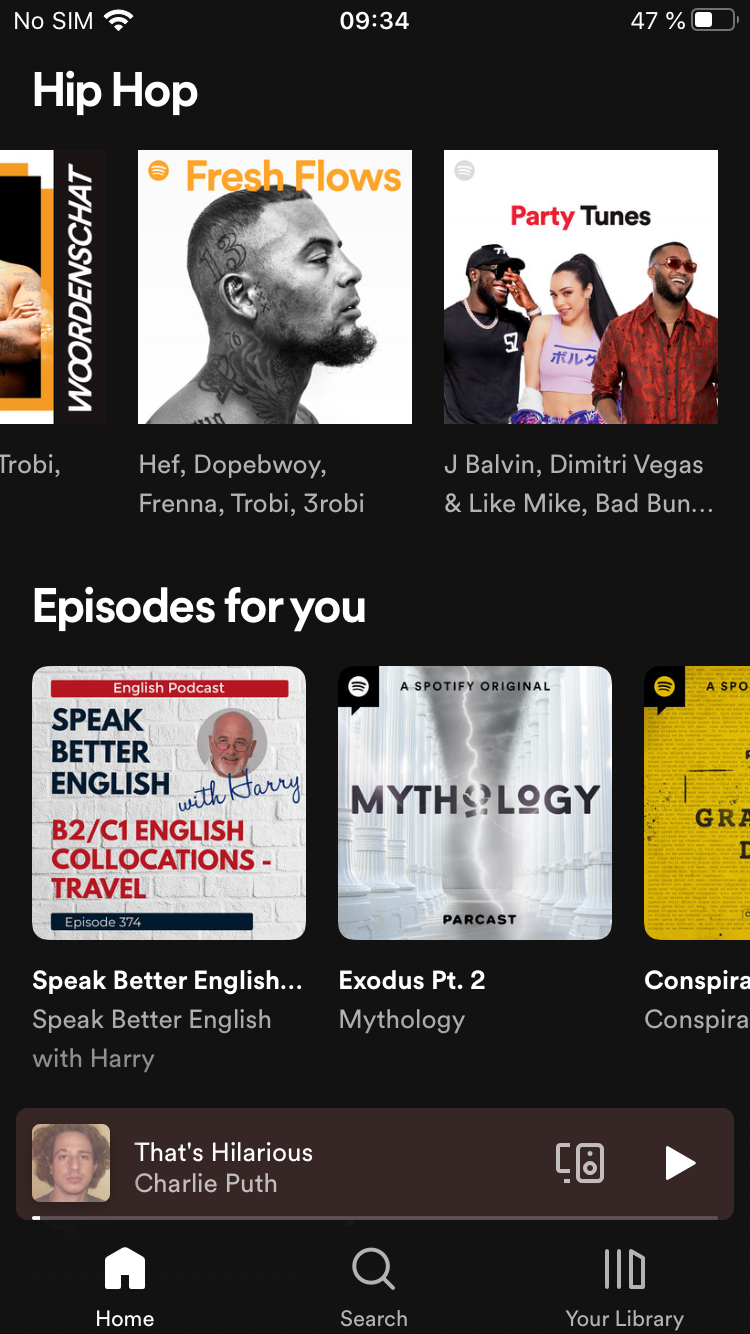 No SIM 09:34 47 %
Hip Hop
WOORDENSCHAT
Fresh Flows
13
Party Tunes
ボルグ
Trobi,
Hef, Dopebwoy,
Frenna, Trobi, 3robi
J Balvin, Dimitri Vegas
& Like Mike, Bad Bun...
Episodes for you
English Podcast
SPEAK
BETTER
ENGLISH
with Harry
B2/C1 ENGLISH
COLLOCATIONS -
TRAVEL
Episode 374
A SPOTIFY ORIGINAL
MYTHOLOGY
PARCAST
A SPO
GRA
D
Speak Better English...
Speak Better English
with Harry
Exodus Pt. 2
Mythology
Conspira
Conspira
That's Hilarious
Charlie Puth
Home
Search
Your Library